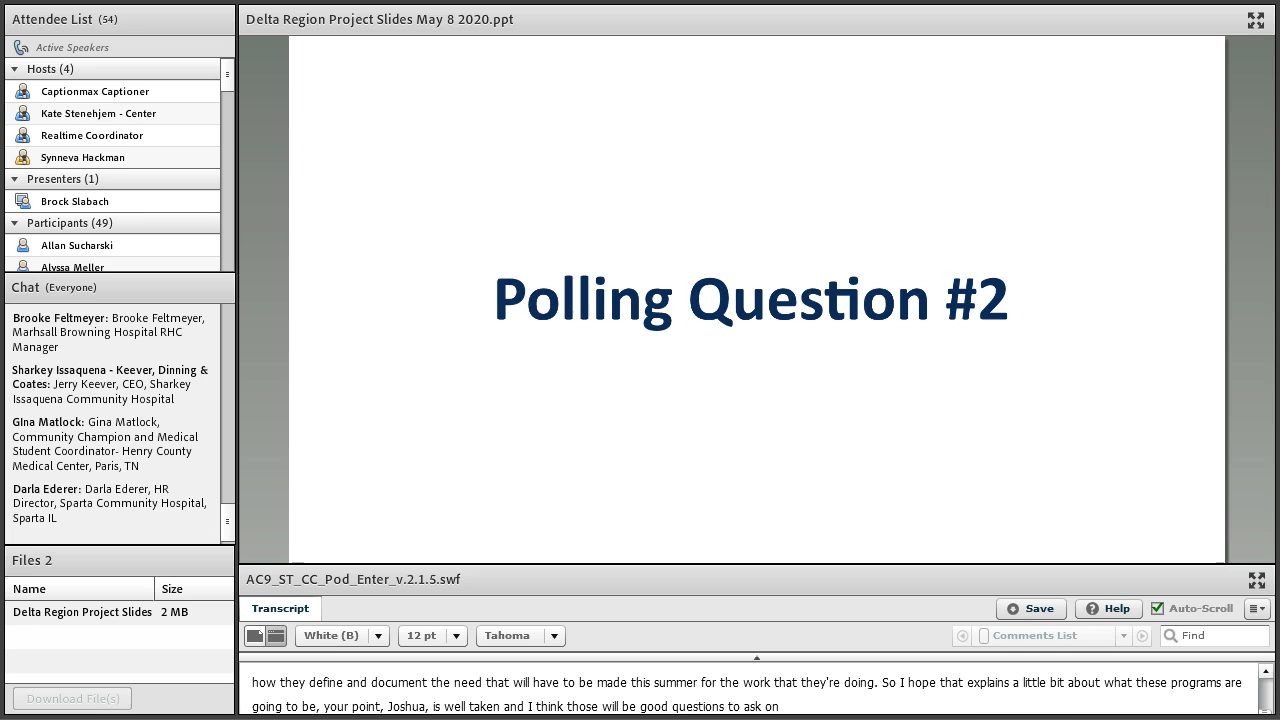 Attendee List (54)
Active Speakers
Hosts (4)
Captionmax Captioner
Kate Stenehjem - Center
Realtime Coordinator
Synneva Hackman
Presenters (1)
Brock Slabach
Participants (49)
Allan Sucharski
Alyssa Meller
Chat (Everyone)
Brooke Feltmeyer: Brooke Feltmeyer,
Marhsall Browning Hospital RHC
Manager
Sharkey Issaquena - Keever, Dinning &
Coates: Jerry Keever, CEO, Sharkey
Issaquena Community Hospital
GIna Matlock: Gina Matlock,
Community Champion and Medical
Student Coordinator- Henry County
Medical Center, Paris, TN
Darla Ederer: Darla Ederer, HR
Director, Sparta Community Hospital,
Sparta IL
Files 2
Name Size
Delta Region Project Slides 2 MB
Download File(s)
Delta Region Project Slides May 8 2020.ppt
Polling Question #2
AC9_ST_CC_Pod_Enter_v.2.1.5.swf
Transcript Save Help Auto-Scroll
White (B) 12 pt Tahoma Comments List Find
how they define and document the need that will have to be made this summer for the work that they're doing. So I hope that explains a little bit about what these programs are
going to be, your point, Joshua, is well taken and I think those will be good questions to ask on